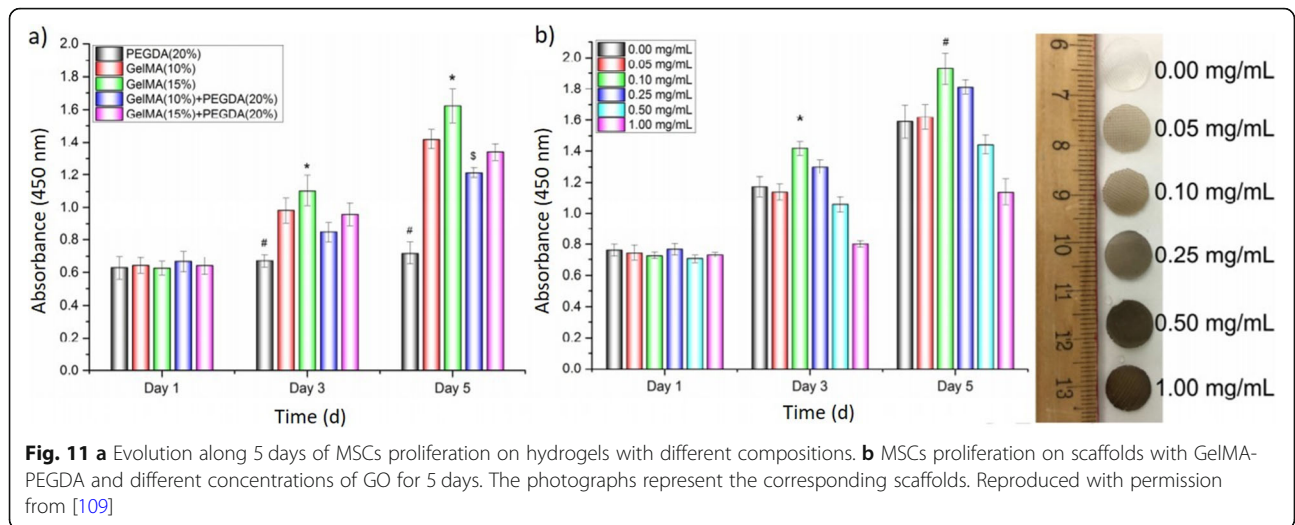 a)
PEGDA(20%)
GelMA(10%)
GelMA(15%)
GelMA(10%)+PEGDA(20%)
GelMA(15%)+PEGDA(20%)
Absorbance (450 nm)
2.0
1.8
1.6
1.4
1.2
1.0
0.8
0.6
0.4
0.2
0.0
#
*
#
*
$
Day 1
Day 3
Day 5
Time (d)
b)
0.00 mg/mL
0.05 mg/mL
0.10 mg/mL
0.25 mg/mL
0.50 mg/mL
1.00 mg/mL
Absorbance (450 nm)
2.0
1.8
1.6
1.4
1.2
1.0
0.8
0.6
0.4
0.2
0.0
*
#
Day 1
Day 3
Day 5
Time (d)
6
7
8
9
10
11
12
13
0.00 mg/mL
0.05 mg/mL
0.10 mg/mL
0.25 mg/mL
0.50 mg/mL
1.00 mg/mL
Fig. 11 a Evolution along 5 days of MSCs proliferation on hydrogels with different compositions. b MSCs proliferation on scaffolds with GelMA-
PEGDA and different concentrations of GO for 5 days. The photographs represent the corresponding scaffolds. Reproduced with permission
from [109]